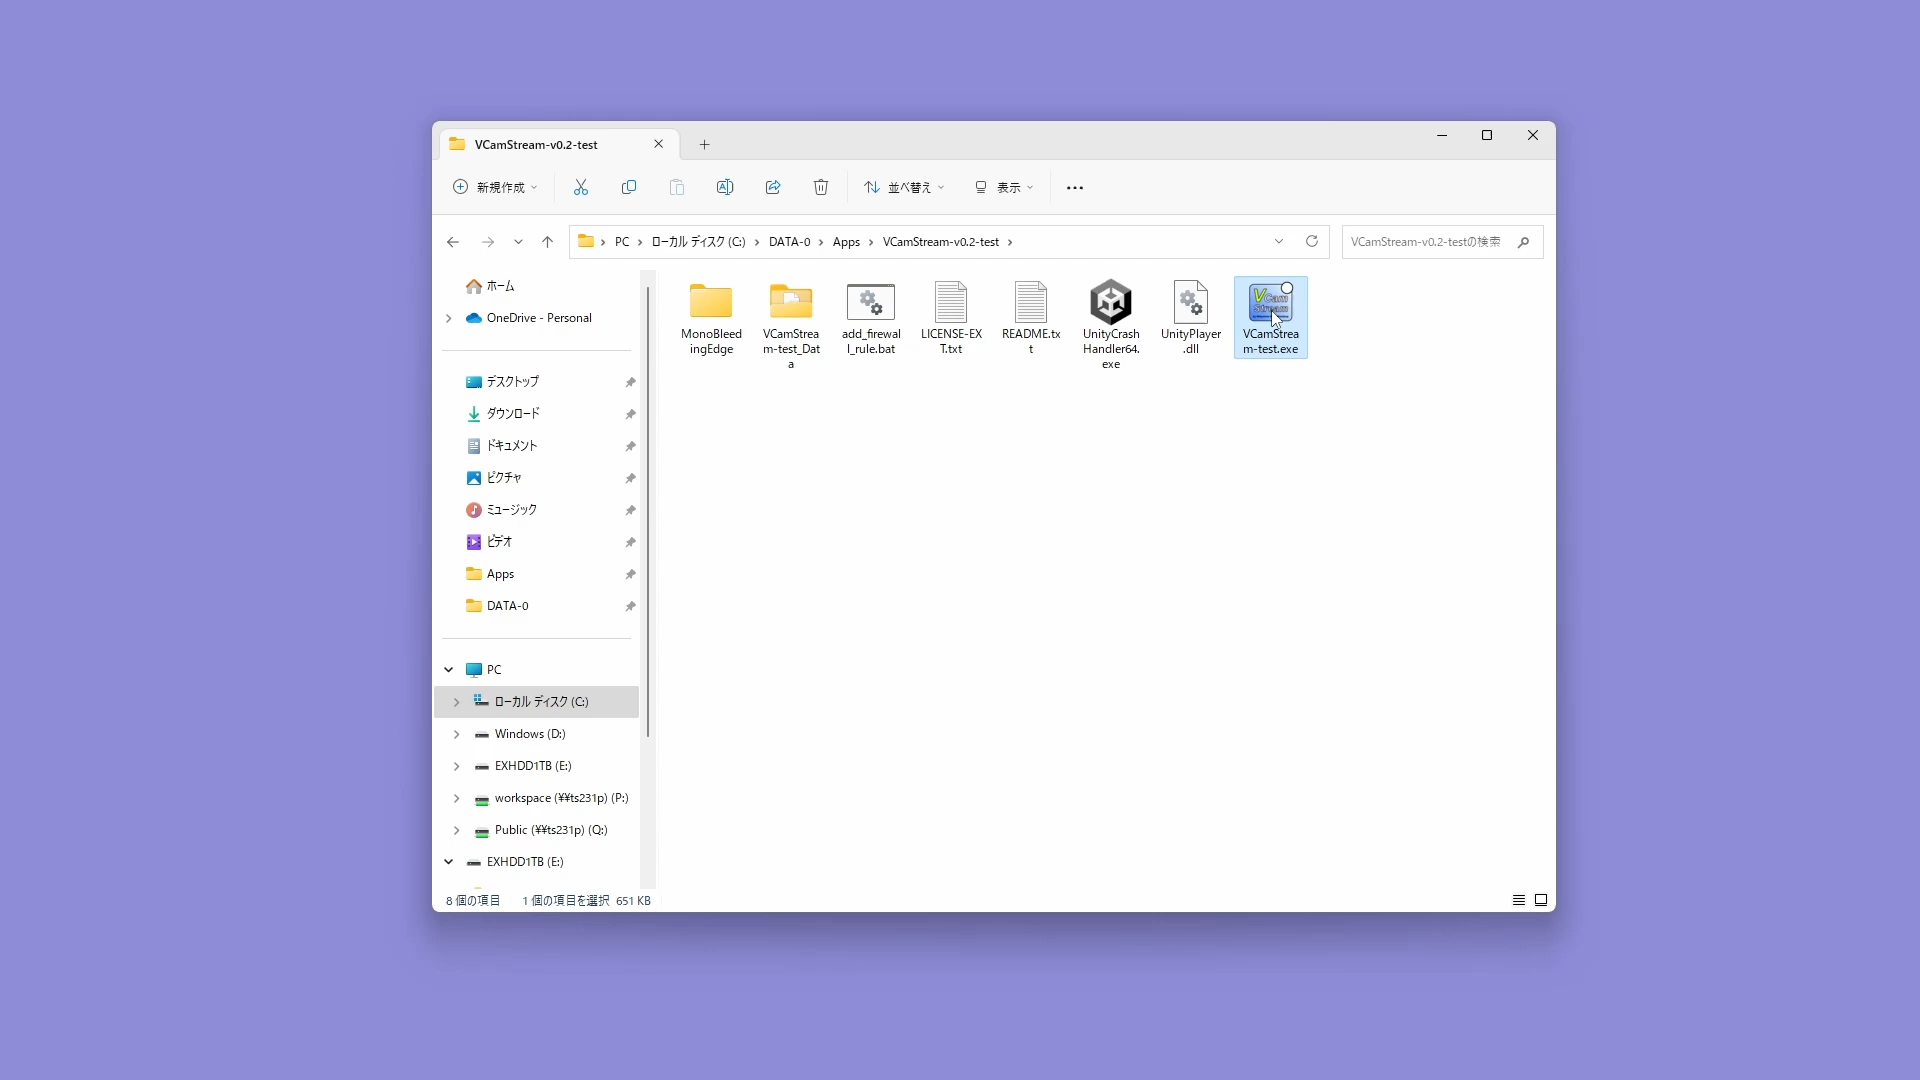 VCamStream-v0.2-test
新規作成
並べ替え
表示
PC
ローカル ディスク (C:)
DATA-0
Apps
VCamStream-v0.2-test
VCamStream-v0.2-testの検索
ホーム
OneDrive - Personal
デスクトップ
ダウンロード
ドキュメント
ピクチャ
ミュージック
ビデオ
Apps
DATA-0
PC
ローカル ディスク (C:)
Windows (D:)
EXHDD1TB (E:)
workspace (¥¥ts231p) (P:)
Public (¥¥ts231p) (Q:)
EXHDD1TB (E:)
MonoBleed
ingEdge
VCamStrea
m-test_Dat
a
add_firewal
l_rule.bat
LICENSE-EX
T.txt
README.tx
t
UnityCrash
Handler64.
exe
UnityPlayer
.dll
VCam
Stream
VCamStrea
m-test.exe
8 個の項目
1 個の項目を選択 651 KB